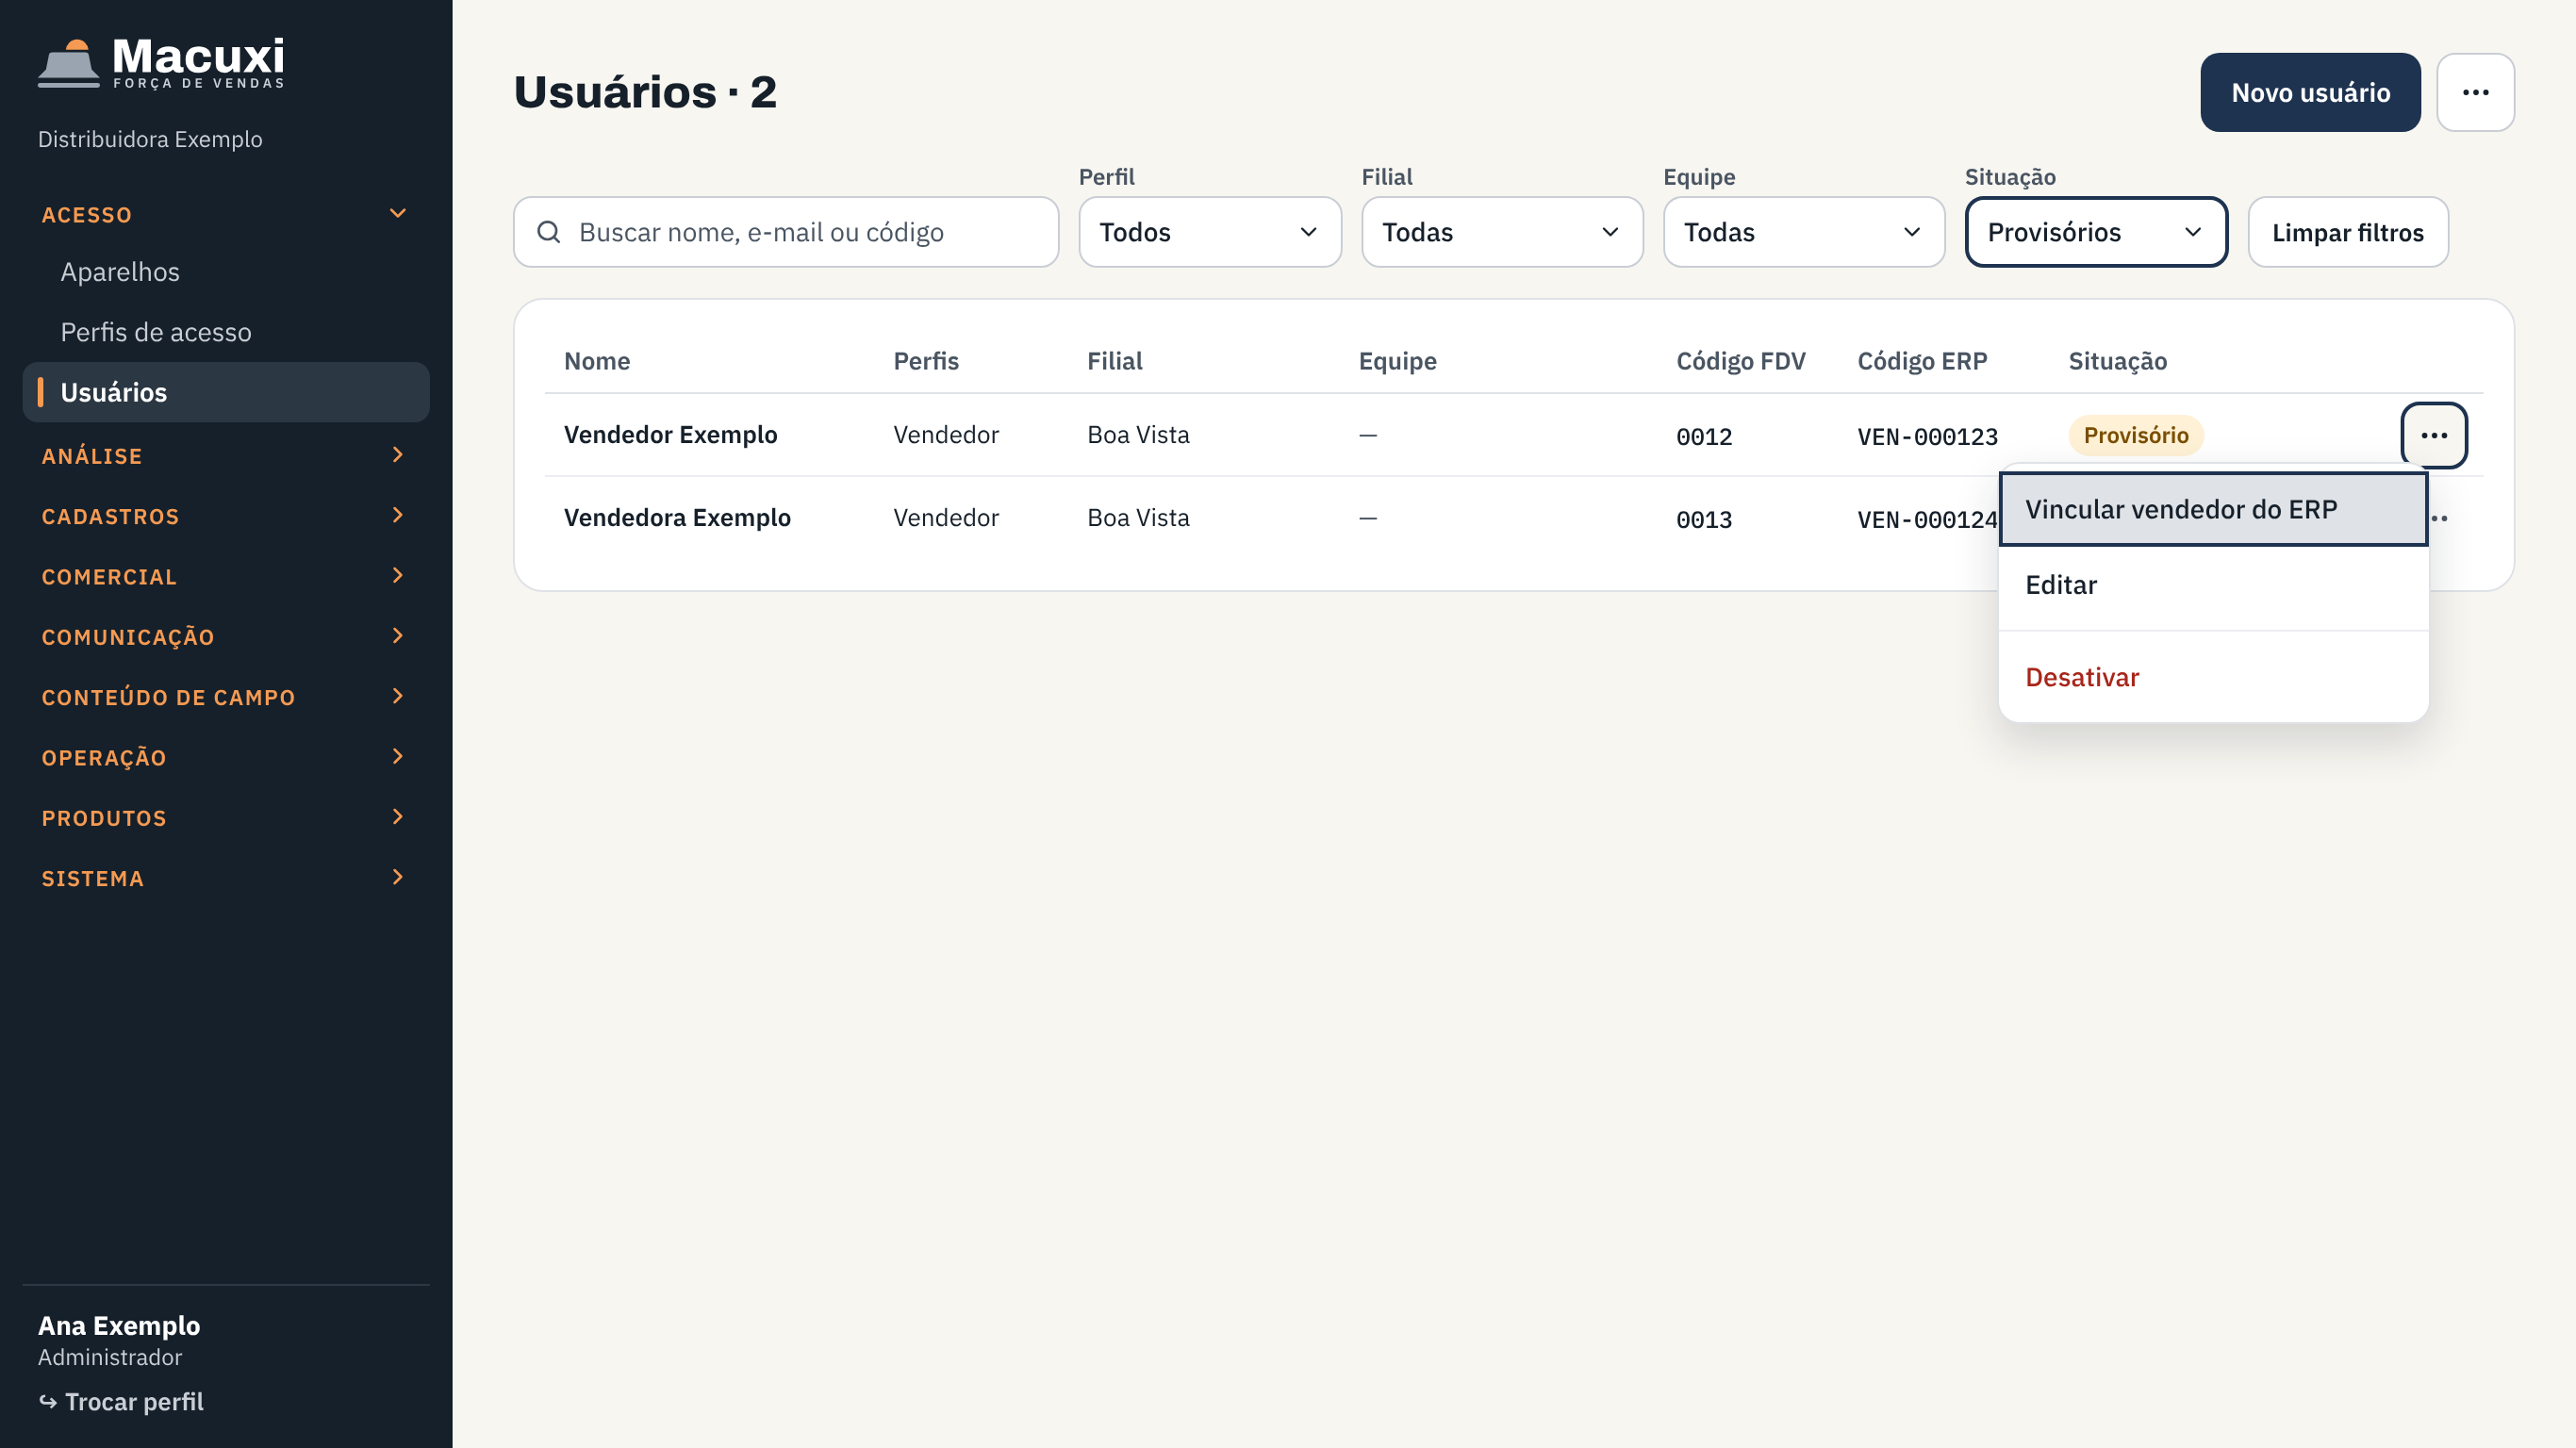 Macuxi
FORÇA DE VENDAS
Distribuidora Exemplo
ACESSO
Aparelhos
Perfis de acesso
Usuários
ANÁLISE
CADASTROS
COMERCIAL
COMUNICAÇÃO
CONTEÚDO DE CAMPO
OPERAÇÃO
PRODUTOS
SISTEMA
Ana Exemplo
Administrador
↪ Trocar perfil
Usuários · 2
Novo usuário
Perfil Filial Equipe Situação
Buscar nome, e-mail ou código Todos Todas Todas Provisórios Limpar filtros
Nome Perfis Filial Equipe Código FDV Código ERP Situação
Vendedor Exemplo Vendedor Boa Vista — 0012 VEN-000123 Provisório
Vendedora Exemplo Vendedor Boa Vista — 0013 VEN-000124
Vincular vendedor do ERP
Editar
Desativar